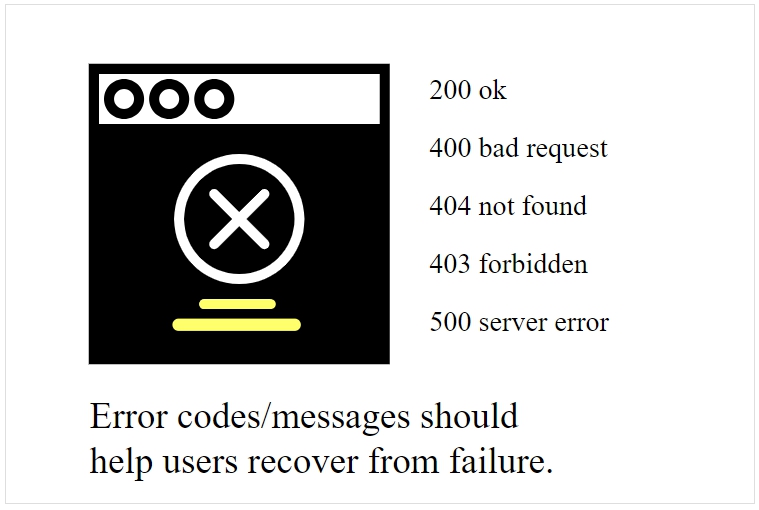 200 ok
400 bad request
404 not found
403 forbidden
500 server error
Error codes/messages should
help users recover from failure.